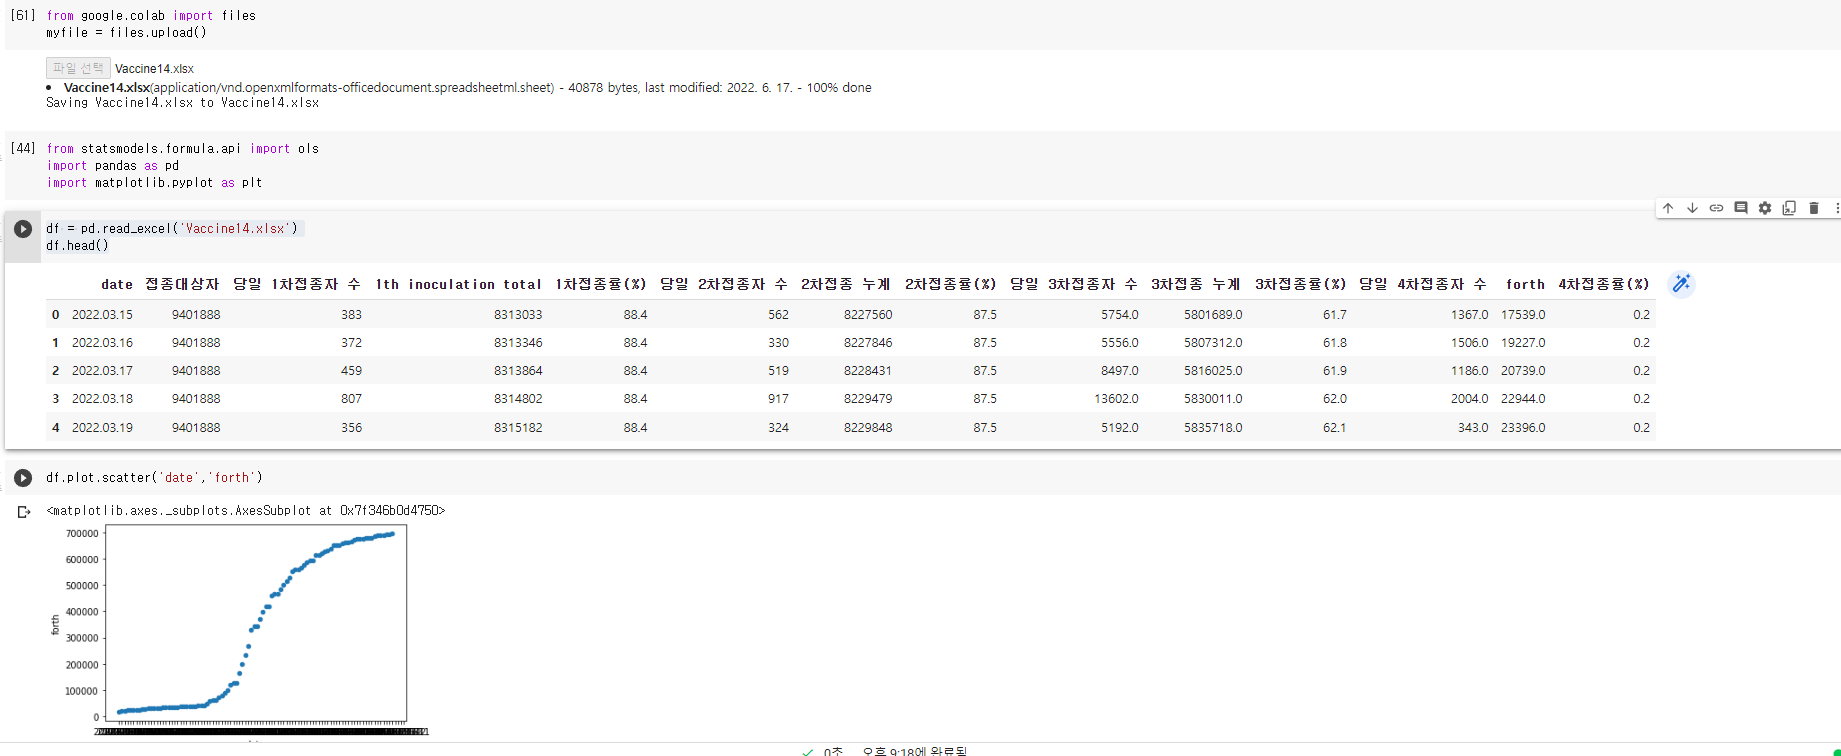 [61] from google.colab import files
myfile = files.upload()
파일 선택 Vaccine14.xlsx
• Vaccine14.xlsx(application/vnd.openxmlformats-officedocument.spreadsheetml.sheet) - 40878 bytes, last modified: 2022. 6. 17. - 100% done
Saving Vaccine14.xlsx to Vaccine14.xlsx
[44] from statsmodels.formula.api import ols
import pandas as pd
import matplotlib.pyplot as plt
df = pd.read_excel('Vaccine14.xlsx')
df.head()
date 접종대상자 당일 1차접종자 수 1th inoculation total 1차접종률(%) 당일 2차접종자 수 2차접종 누계 2차접종률(%) 당일 3차접종자 수 3차접종 누계 3차접종률(%) 당일 4차접종자 수 forth 4차접종률(%)
0 2022.03.15 9401888 383 8313033 88.4 562 8227560 87.5 5754.0 5801689.0 61.7 1367.0 17539.0 0.2
1 2022.03.16 9401888 372 8313346 88.4 330 8227846 87.5 5556.0 5807312.0 61.8 1506.0 19227.0 0.2
2 2022.03.17 9401888 459 8313864 88.4 519 8228431 87.5 8497.0 5816025.0 61.9 1186.0 20739.0 0.2
3 2022.03.18 9401888 807 8314802 88.4 917 8229479 87.5 13602.0 5830011.0 62.0 2004.0 22944.0 0.2
4 2022.03.19 9401888 356 8315182 88.4 324 8229848 87.5 5192.0 5835718.0 62.1 343.0 23396.0 0.2
df.plot.scatter('date','forth')
<matplotlib.axes._subplots.AxesSubplot at 0x7f346b0d4750>
700000
600000
500000
400000
300000
200000
100000
0
forth
0초 오후 9:18에 완료됨